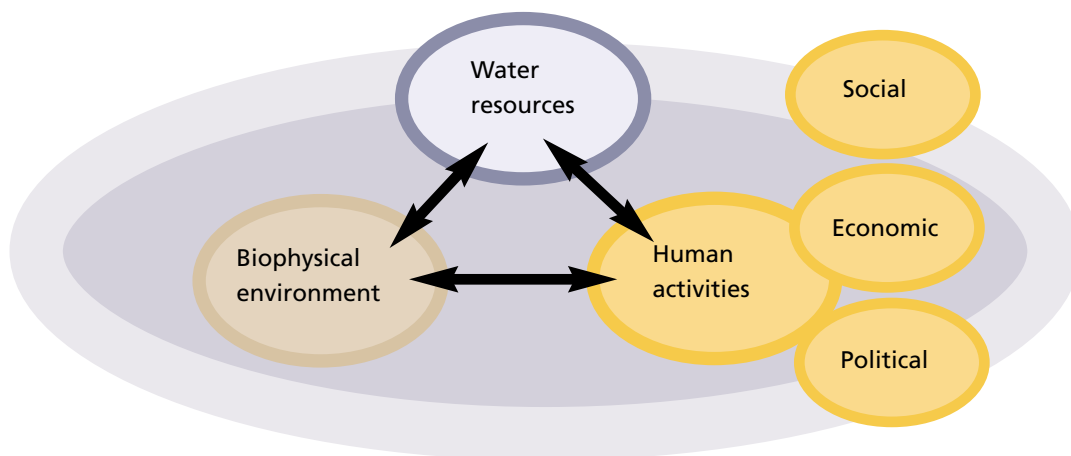 Water
resources
Social
Economic
Biophysical
environment
Human
activities
Political